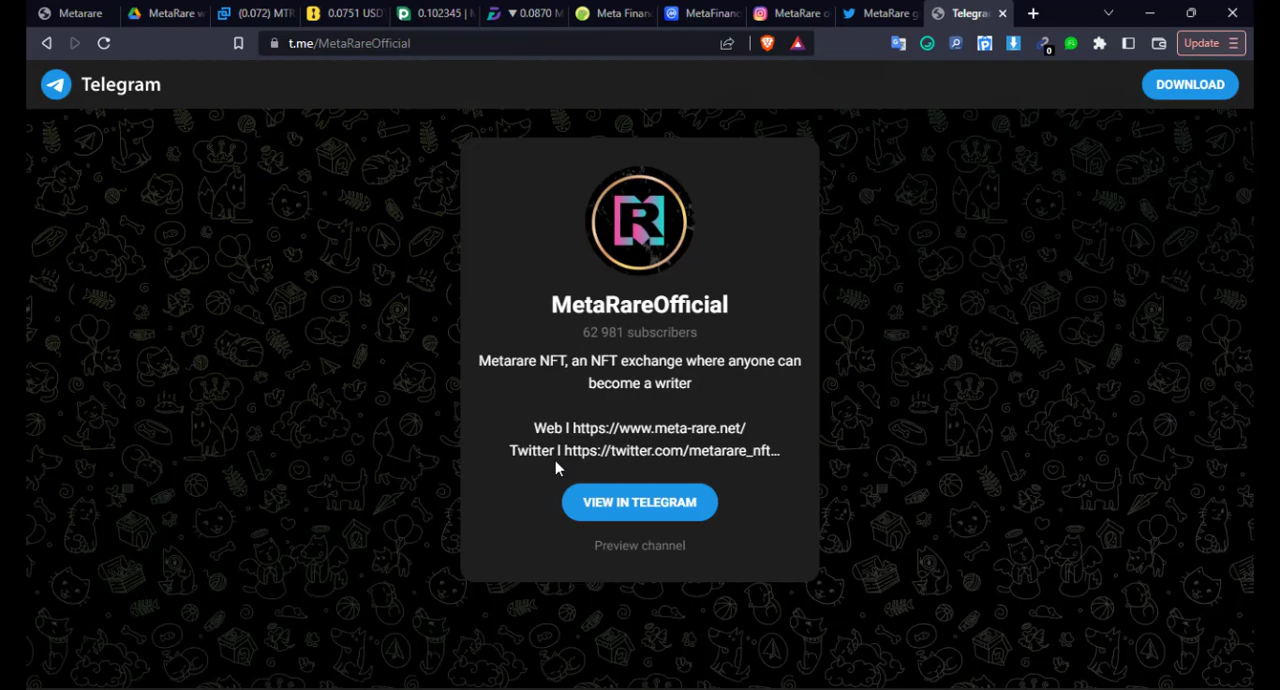 Metarare
MetaRare w
(0.072) MTR
0.0751 USD
0.102345 | M
▼0.0870 M
Meta Finan
MetaFinanc
MetaRare o
MetaRare g
Telegra
t.me/MetaRareOfficial
0
Update
Telegram
DOWNLOAD
R
MetaRareOfficial
62 981 subscribers
Metarare NFT, an NFT exchange where anyone can
become a writer
Web l https://www.meta-rare.net/
Twitter l https://twitter.com/metarare_nft...
VIEW IN TELEGRAM
Preview channel